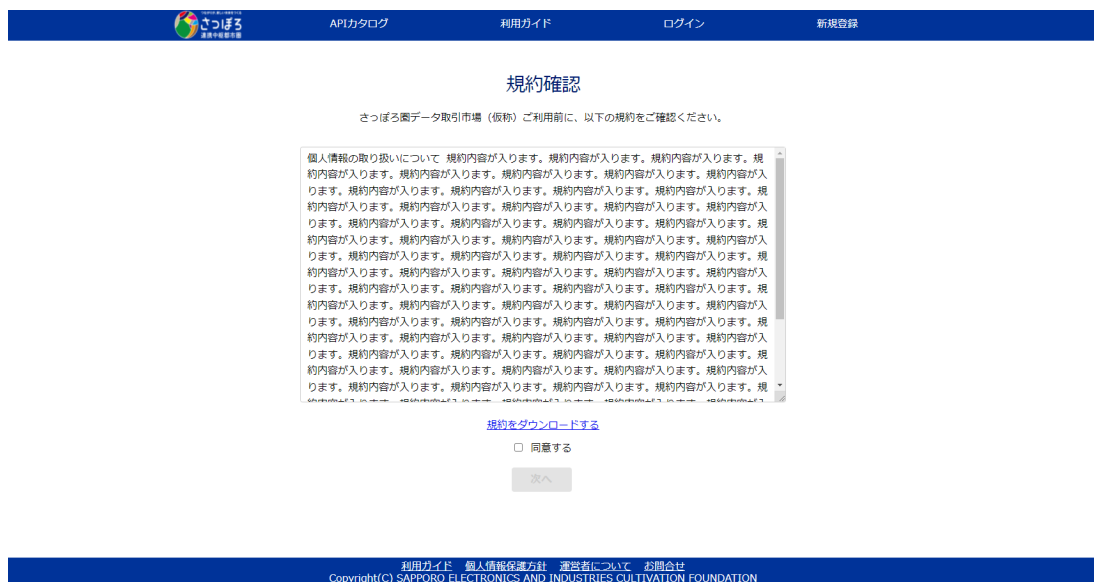 さっぽろ
連携中枢都市圏
APIカタログ
利用ガイド
ログイン
新規登録
規約確認
さっぽろ圏データ取引市場（仮称）ご利用前に、以下の規約をご確認ください。
個人情報の取り扱いについて 規約内容が入ります。規約内容が入ります。規約内容が入ります。規
約内容が入ります。規約内容が入ります。規約内容が入ります。規約内容が入ります。規約内容が入
ります。規約内容が入ります。規約内容が入ります。規約内容が入ります。規約内容が入ります。規
約内容が入ります。規約内容が入ります。規約内容が入ります。規約内容が入ります。規約内容が入
ります。規約内容が入ります。規約内容が入ります。規約内容が入ります。規約内容が入ります。規
約内容が入ります。規約内容が入ります。規約内容が入ります。規約内容が入ります。規約内容が入
ります。規約内容が入ります。規約内容が入ります。規約内容が入ります。規約内容が入ります。規
約内容が入ります。規約内容が入ります。規約内容が入ります。規約内容が入ります。規約内容が入
ります。規約内容が入ります。規約内容が入ります。規約内容が入ります。規約内容が入ります。規
約内容が入ります。規約内容が入ります。規約内容が入ります。規約内容が入ります。規約内容が入
ります。規約内容が入ります。規約内容が入ります。規約内容が入ります。規約内容が入ります。規
約内容が入ります。規約内容が入ります。規約内容が入ります。規約内容が入ります。規約内容が入
ります。規約内容が入ります。規約内容が入ります。規約内容が入ります。規約内容が入ります。規
約内容が入ります。規約内容が入ります。規約内容が入ります。規約内容が入ります。規約内容が入
ります。規約内容が入ります。規約内容が入ります。規約内容が入ります。規約内容が入ります。規
規約をダウンロードする
同意する
次へ
利用ガイド 個人情報保護方針 運営者について お問合せ
Copyright(C) SAPPORO ELECTRONICS AND INDUSTRIES CULTIVATION FOUNDATION